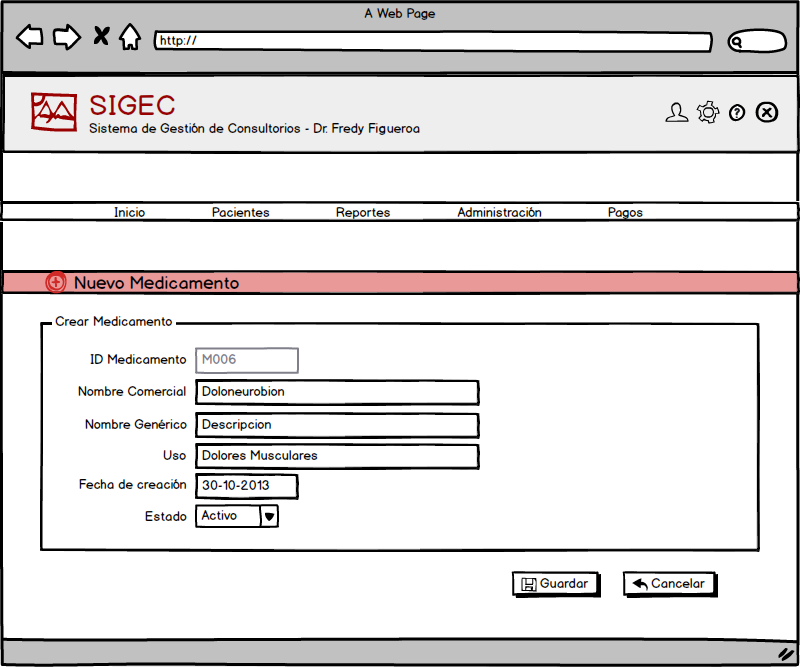 A Web Page
http://
SIGEC
Sistema de Gestión de Consultorios - Dr. Fredy Figueroa
?
Inicio Pacientes Reportes Administración Pagos
Nuevo Medicamento
Crear Medicamento
ID Medicamento M006
Nombre Comercial Doloneurobion
Nombre Genérico Descripcion
Uso Dolores Musculares
Fecha de creación 30-10-2013
Estado Activo
Guardar Cancelar